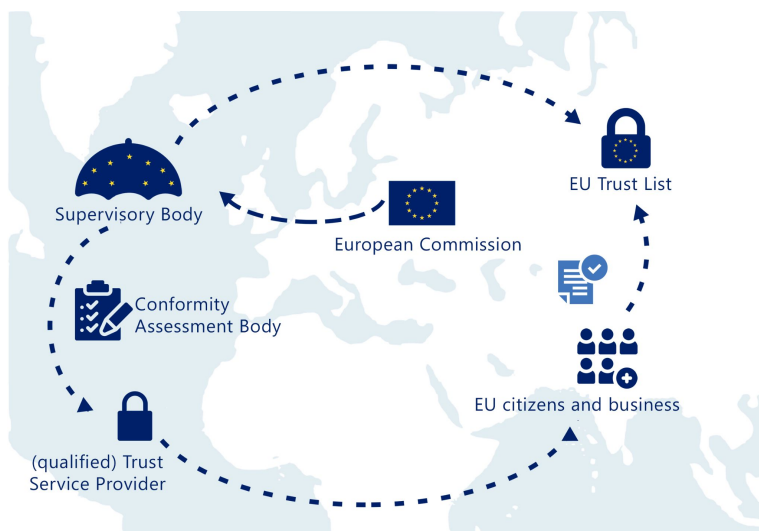 EU Trust List
Supervisory Body
European Commission
Conformity
Assessment Body
EU citizens and business
(qualified) Trust
Service Provider